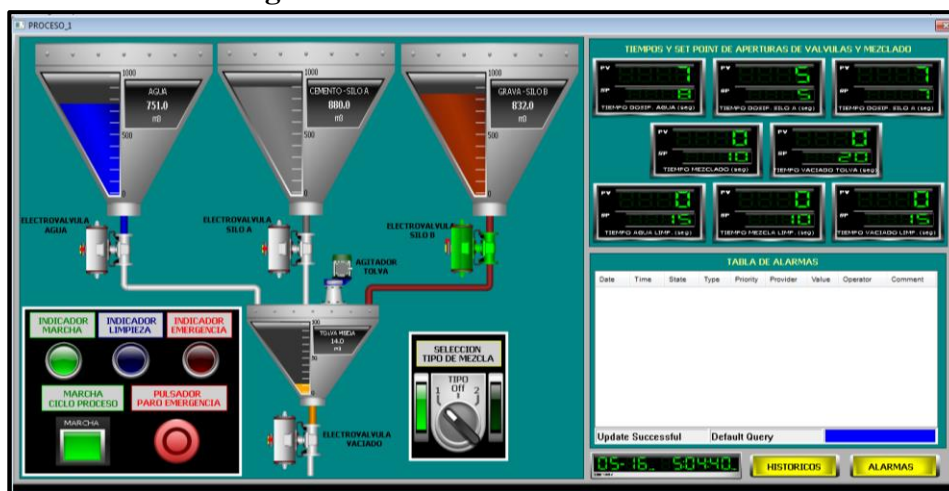 PROCESO_1
AGUA
751.0
m3
1000
500
0
CEMENTO-SILO A
880.0
m3
1000
500
0
GRAVA-SILO B
832.0
m3
1000
500
0
ELECTROVALVULA
AGUA
ELECTROVALVULA
SILO A
ELECTROVALVULA
SILO B
AGITADOR
TOLVA
TOLVA MEDIA
14.0
m3
100
50
0
ELECTROVALVULA
VACIADO
INDICADOR
MARCHA
INDICADOR
LIMPIEZA
INDICADOR
EMERGENCIA
MARCHA
CICLO PROCESO
PULSADOR
PARO EMERGENCIA
MARCHA
SELECCION
TIPO DE MEZCLA
TIPO
Off
1
2
TIEMPOS Y SET POINT DE APERTURAS DE VALVULAS Y MEZCLADO
PV 7
SP 8
TIEMPO DOSIF. AGUA (seg)
PV 5
SP 5
TIEMPO DOSIF. SILO A (seg)
PV 7
SP 7
TIEMPO DOSIF. SILO A (seg)
PV 0
SP 10
TIEMPO MEZCLADO (seg)
PV 0
SP 20
TIEMPO VACIADO TOLVA (seg)
PV 0
SP 15
TIEMPO AGUA LIMP. (seg)
PV 0
SP 10
TIEMPO MEZCLA LIMP. (seg)
PV 0
SP 15
TIEMPO VACIADO LIMP. (seg)
TABLA DE ALARMAS
Date Time State Type Priority Provider Value Operator Comment
Update Successful Default Query
05-16 5:04:40
HISTORICOS
ALARMAS